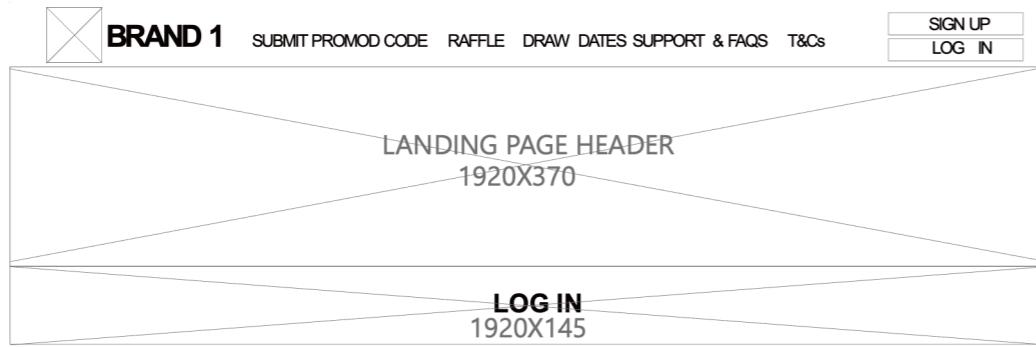 BRAND 1 SUBMIT PROMOD CODE RAFFLE DRAW DATES SUPPORT & FAQS T&Cs
SIGN UP
LOG IN
LANDING PAGE HEADER
1920X370
LOG IN
1920X145